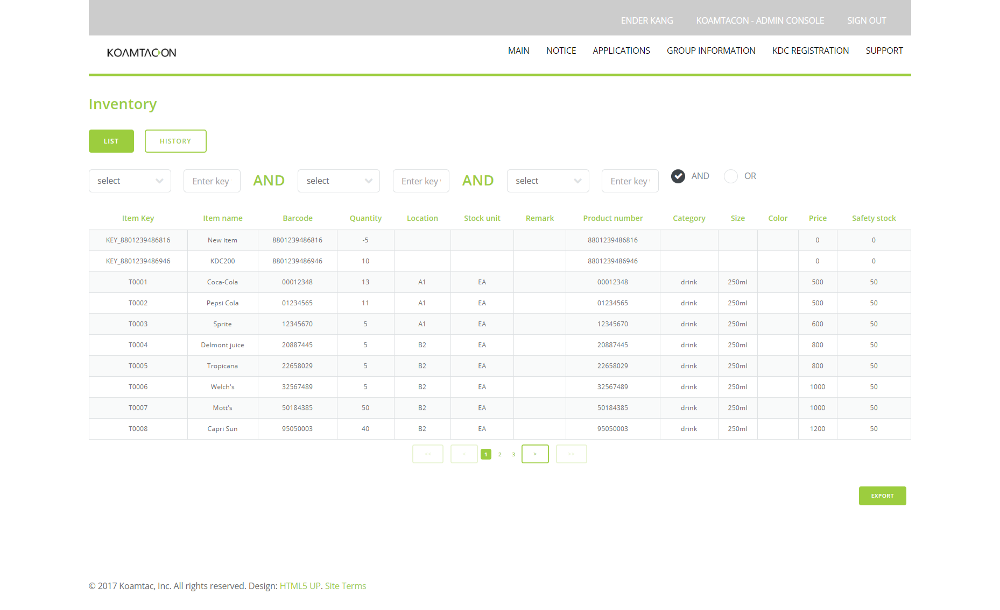 ENDER KANG KOAMTACON - ADMIN CONSOLE SIGN OUT
KOAMTACON MAIN NOTICE APPLICATIONS GROUP INFORMATION KDC REGISTRATION SUPPORT
Inventory
LIST HISTORY
select Enter key AND select Enter key AND select Enter key AND OR
Item Key Item name Barcode Quantity Location Stock unit Remark Product number Category Size Color Price Safety stock
KEY_8801239486816 New item 8801239486816 -5 8801239486816 0 0
KEY_8801239486946 KDC200 8801239486946 10 8801239486946 0 0
T0001 Coca-Cola 00012348 13 A1 EA 00012348 drink 250ml 500 50
T0002 Pepsi Cola 01234565 11 A1 EA 01234565 drink 250ml 500 50
T0003 Sprite 12345670 5 A1 EA 12345670 drink 250ml 600 50
T0004 Delmont juice 20887445 5 B2 EA 20887445 drink 250ml 800 50
T0005 Tropicana 22658029 5 B2 EA 22658029 drink 250ml 800 50
T0006 Welch's 32567489 5 B2 EA 32567489 drink 250ml 1000 50
T0007 Mott's 50184385 50 B2 EA 50184385 drink 250ml 1000 50
T0008 Capri Sun 95050003 40 B2 EA 95050003 drink 250ml 1200 50
<< < 1 2 3 > >>
EXPORT
© 2017 Koamtac, Inc. All rights reserved. Design: HTML5 UP. Site Terms